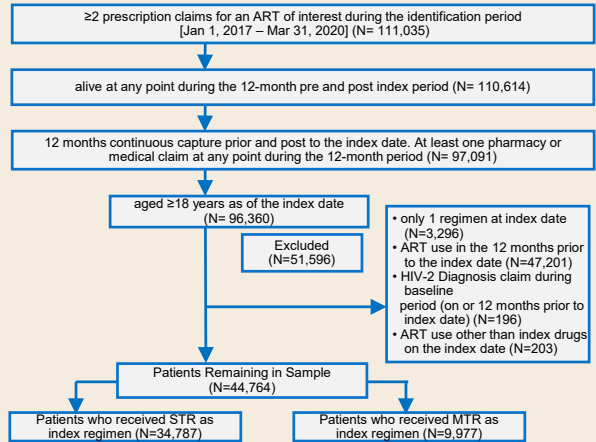 ≥2 prescription claims for an ART of interest during the identification period
[Jan 1, 2017 – Mar 31, 2020] (N= 111,035)
alive at any point during the 12-month pre and post index period (N= 110,614)
12 months continuous capture prior and post to the index date. At least one pharmacy or
medical claim at any point during the 12-month period (N= 97,091)
aged ≥18 years as of the index date
(N= 96,360)
Excluded
(N=51,596)
• only 1 regimen at index date
(N=3,296)
• ART use in the 12 months prior
to the index date (N=47,201)
• HIV-2 Diagnosis claim during
baseline
period (on or 12 months prior to
index date) (N=196)
• ART use other than index drugs
on the index date (N=203)
Patients Remaining in Sample
(N=44,764)
Patients who received STR as
index regimen (N=34,787)
Patients who received MTR as
index regimen (N=9,977)